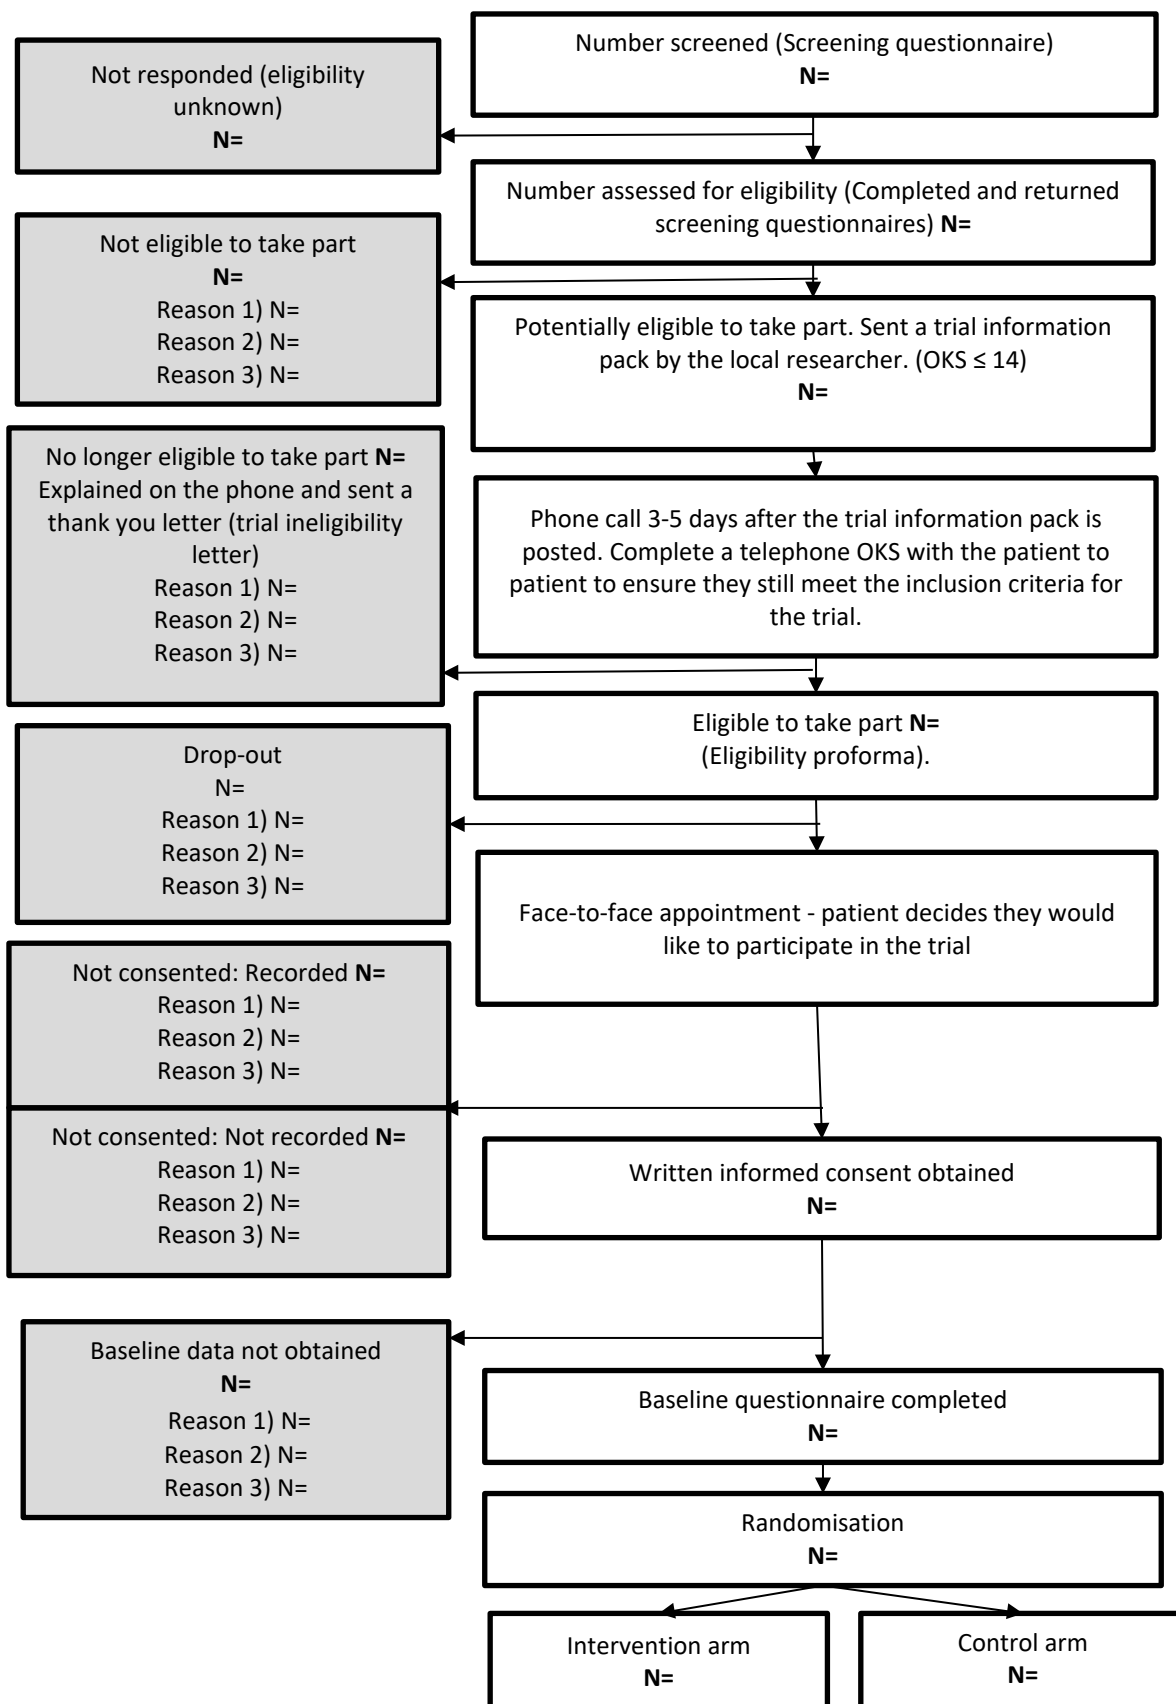 Number screened (Screening questionnaire)
N=
Not responded (eligibility
unknown)
N=
Number assessed for eligibility (Completed and returned
screening questionnaires) N=
Not eligible to take part
N=
Reason 1) N=
Reason 2) N=
Reason 3) N=
Potentially eligible to take part. Sent a trial information
pack by the local researcher. (OKS ≤ 14)
N=
No longer eligible to take part N=
Explained on the phone and sent a
thank you letter (trial ineligibility
letter)
Reason 1) N=
Reason 2) N=
Reason 3) N=
Phone call 3-5 days after the trial information pack is
posted. Complete a telephone OKS with the patient to
patient to ensure they still meet the inclusion criteria for
the trial.
Eligible to take part N=
(Eligibility proforma).
Drop-out
N=
Reason 1) N=
Reason 2) N=
Reason 3) N=
Face-to-face appointment - patient decides they would
like to participate in the trial
Not consented: Recorded N=
Reason 1) N=
Reason 2) N=
Reason 3) N=
Not consented: Not recorded N=
Reason 1) N=
Reason 2) N=
Reason 3) N=
Written informed consent obtained
N=
Baseline data not obtained
N=
Reason 1) N=
Reason 2) N=
Reason 3) N=
Baseline questionnaire completed
N=
Randomisation
N=
Intervention arm
N=
Control arm
N=